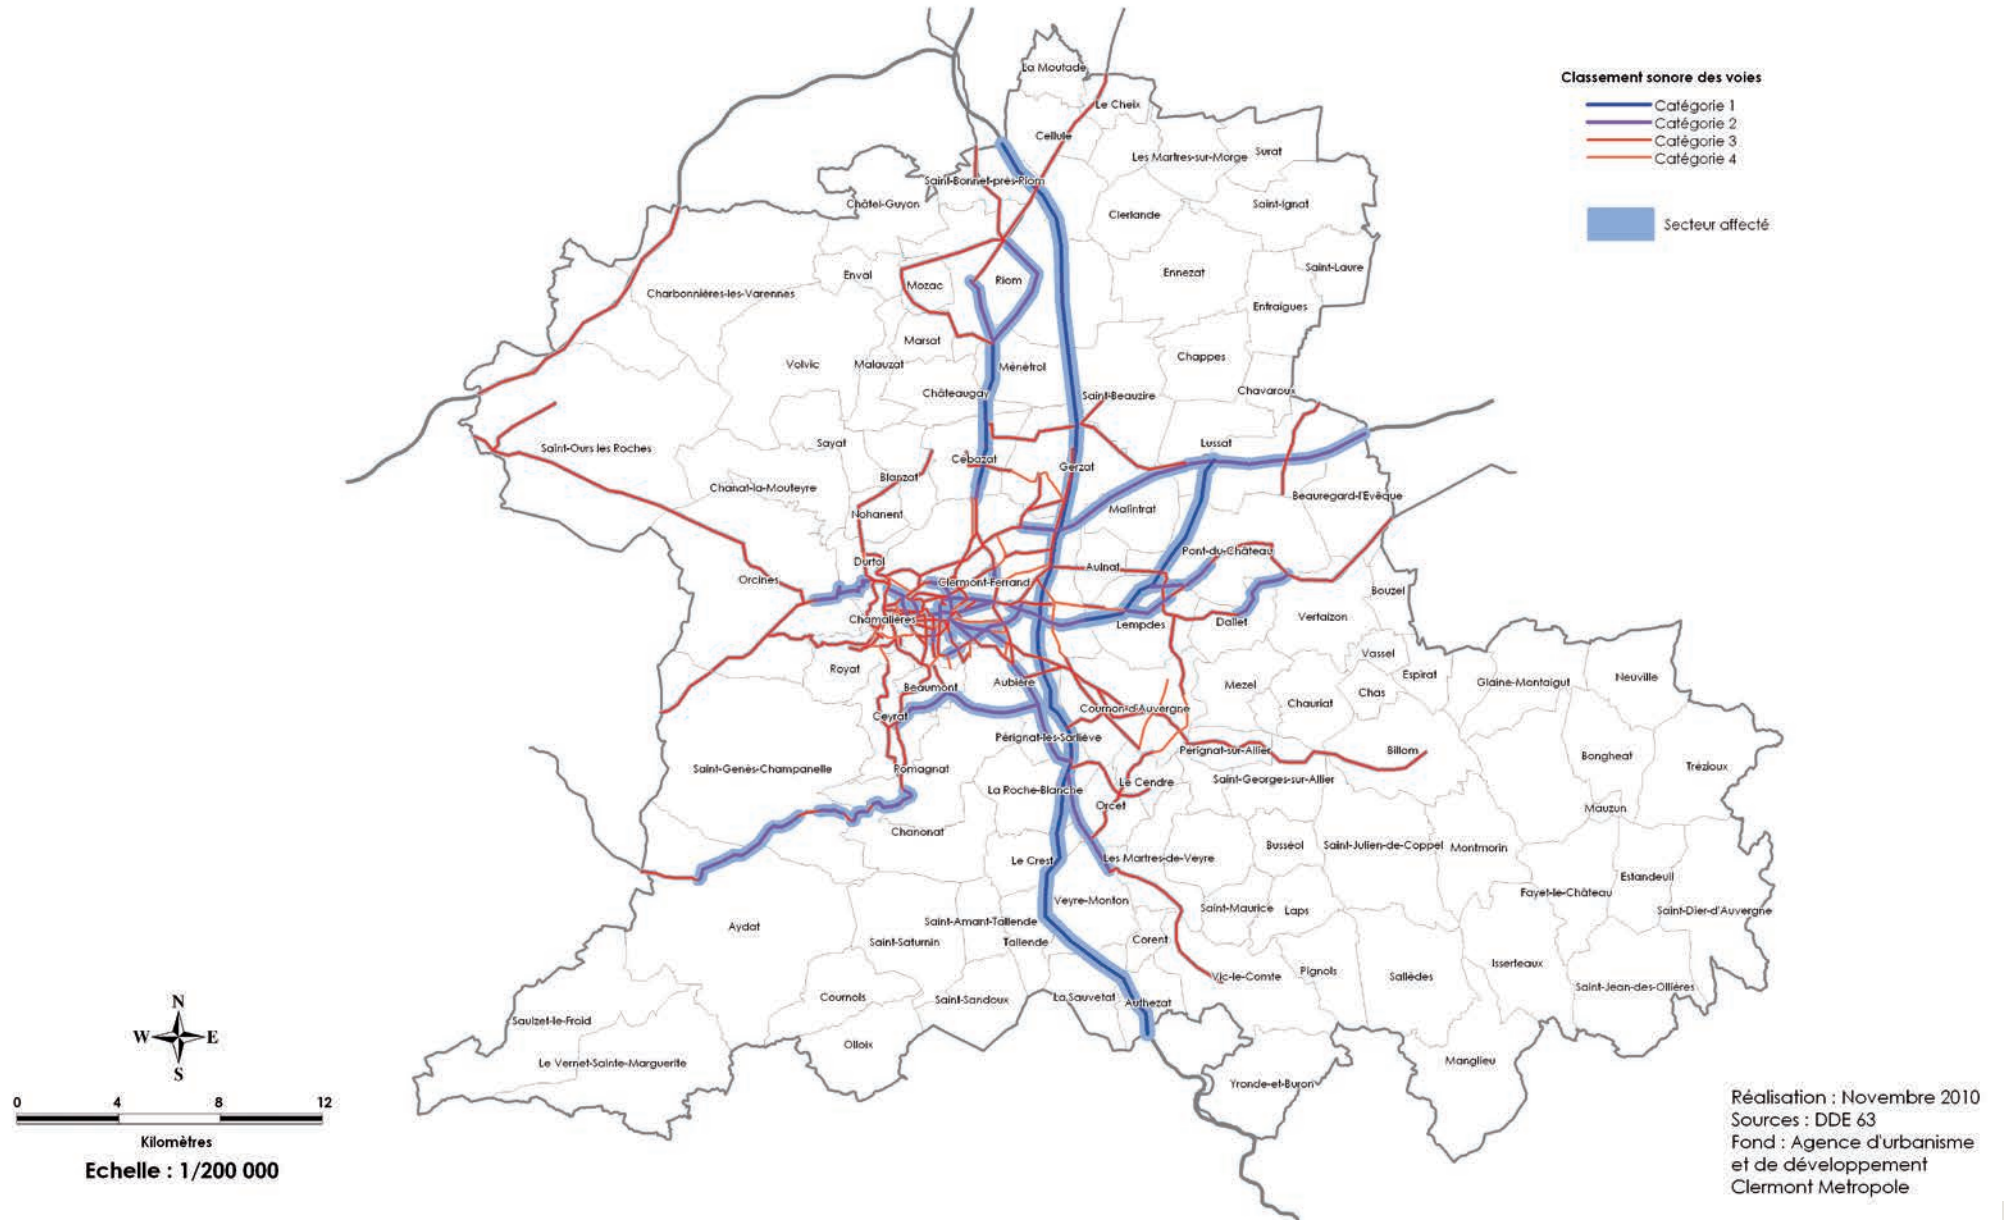 La Moutade
Classement sonore des voies
Le Cheix
Catégorie 1
Catégorie 2
Cellule
Catégorie 3
Les Martres-sur-Morge
Surat
Catégorie 4
Saint-Bonnet-près-Riom
Châtel-Guyon
Saint-Ignat
Clerlande
Secteur affecté
Saint-Laure
Enval
Ennezat
Riom
Mozac
Charbonnières-les-Varennes
Entraigues
Marsat
Chappes
Volvic
Malauzat
Ménétrol
Chavaroux
Châteaugay
Saint-Beauzire
Sayat
Lussat
Saint-Ours les Roches
Cébazat
Gerzat
Blanzat
Chanat-la-Mouteyre
Beauregard-l'Evêque
Malintrat
Nohanent
Pont-du-Château
Durtol
Aulnat
Orcines
Clermont-Ferrand
Bouzel
Vertaizon
Chamalières
Dallet
Lempdes
Vassel
Royat
Espirat
Neuville
Glaine-Montaigut
Aubière
Mezel
Beaumont
Chas
Chauriat
Cournon-d'Auvergne
Ceyrat
Pérignat-lès-Sarliève
Pérignat-sur-Allier
Billom
Bongheat
Trézioux
Saint-Genès-Champanelle
Romagnat
Saint-Georges-sur-Allier
Le Cendre
La Roche-Blanche
Orcet
Mauzun
Chanonat
Busséol
Saint-Julien-de-Coppel
Montmorin
Les Martres-de-Veyre
Le Crest
Estandeuil
Fayet-le-Château
Veyre-Monton
Saint-Maurice
Laps
Saint-Dier-d'Auvergne
Saint-Amant-Tallende
Aydat
Saint-Saturnin
Tallende
Corent
Isserteaux
Pignols
Vic-le-Comte
Sallèdes
Saint-Jean-des-Ollières
Cournols
Saint-Sandoux
La Sauvetat
Authezat
N
Saulzet-le-Froid
W
E
Olloix
Le Vernet-Sainte-Marguerite
Manglieu
S
Yronde-et-Buron
0 4 8 12
Kilomètres
Echelle : 1/200 000
Réalisation : Novembre 2010
Sources : DDE 63
Fond : Agence d'urbanisme
et de développement
Clermont Metropole